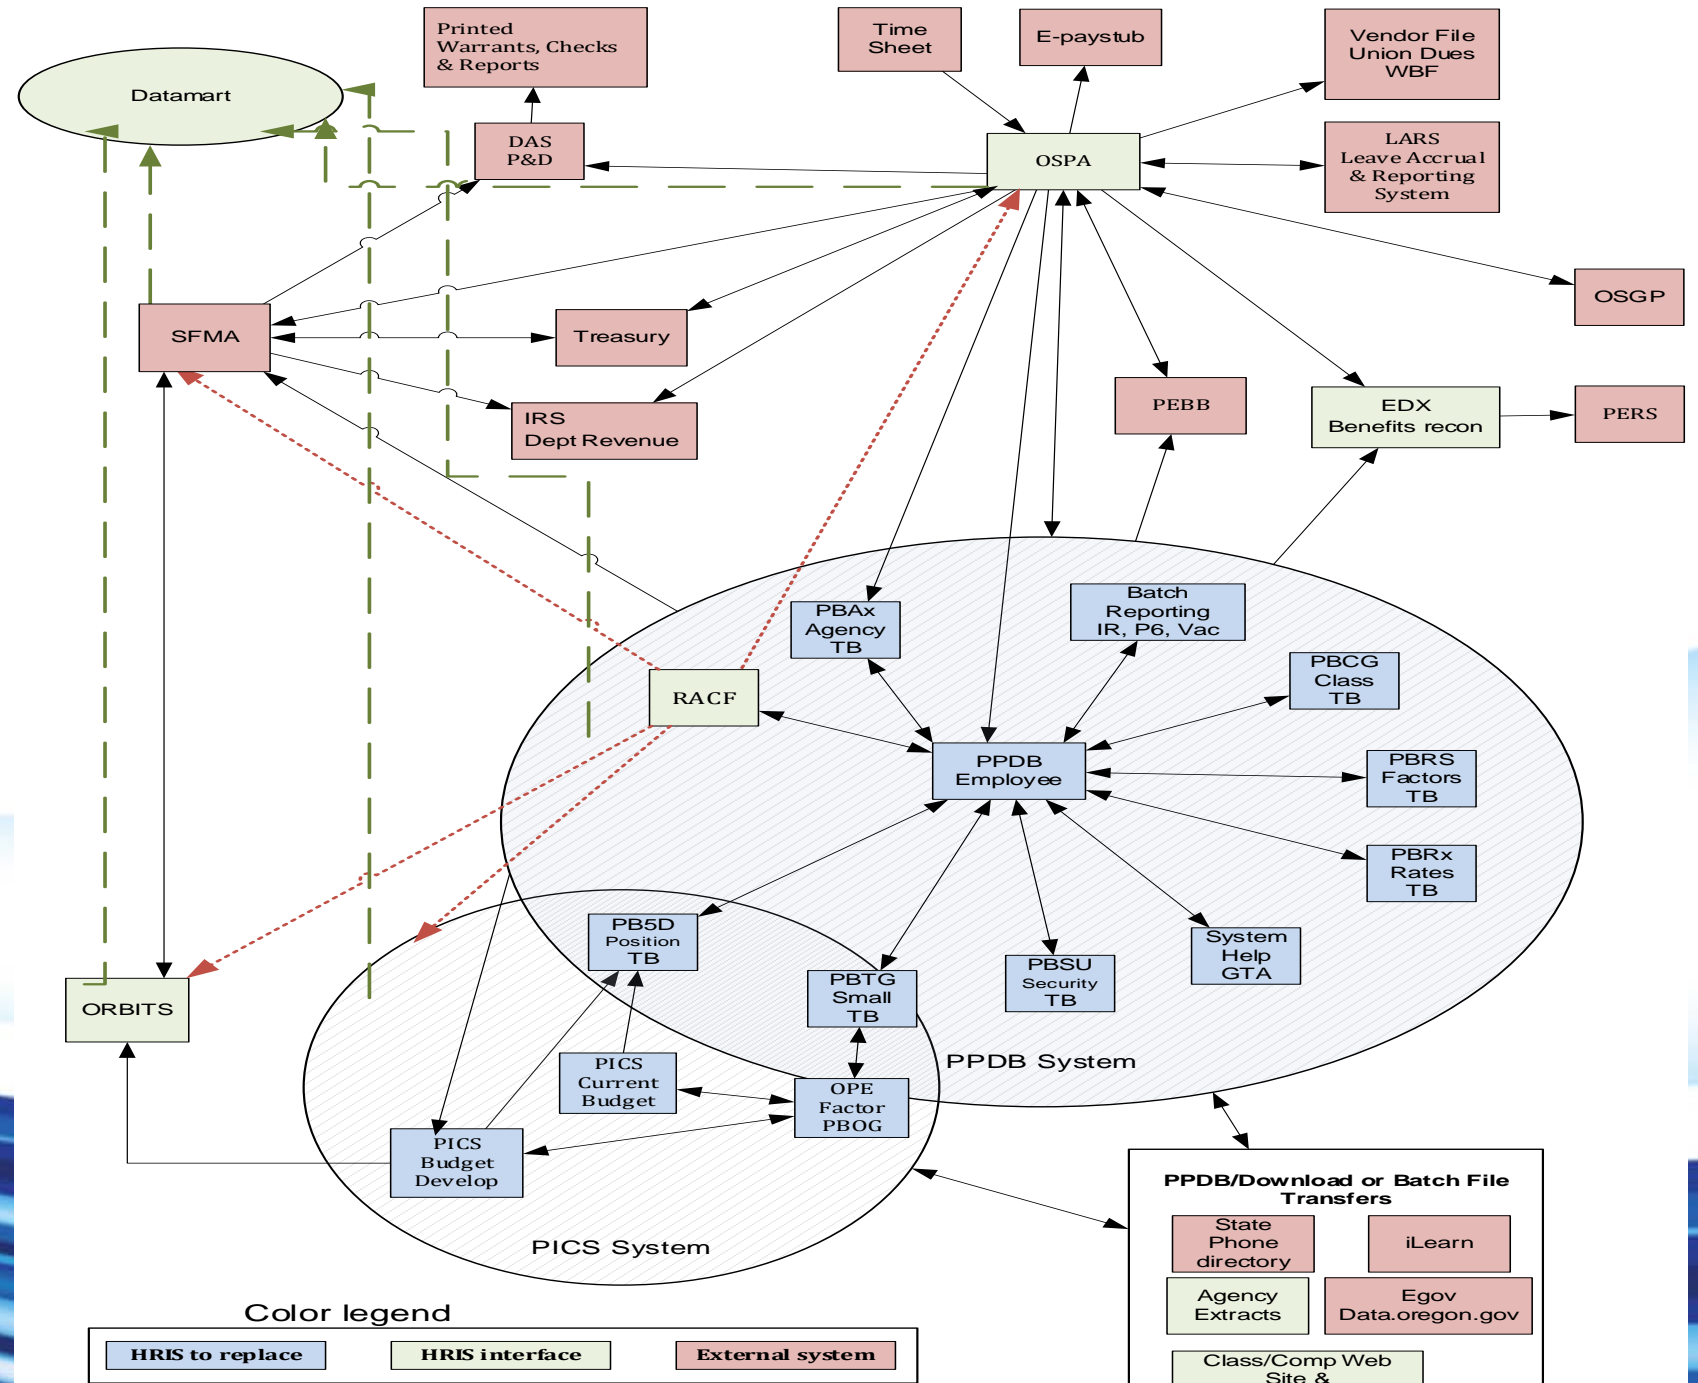 Printed
Warrants, Checks
& Reports
Time
Sheet
E-paystub
Vendor File
Union Dues
WBF
Datamart
DAS
P&D
OSPA
LARS
Leave Accrual
& Reporting
System
OSGP
SFMA
Treasury
IRS
Dept Revenue
PEBB
EDX
Benefits recon
PERS
PBAx
Agency
TB
Batch
Reporting
IR, P6, Vac
PBCG
Class
TB
RACF
PPDB
Employee
PBRS
Factors
TB
PBRx
Rates
TB
PB5D
Position
TB
System
Help
GTA
PBSU
Security
TB
PBTG
Small
TB
ORBITS
PPDB System
PICS
Current
Budget
OPE
Factor
PBOG
PICS
Budget
Develop
PICS System
PPDB/Download or Batch File
Transfers
State
Phone
directory
iLearn
Agency
Extracts
Egov
Data.oregon.gov
Class/Comp Web
Site &
Color legend
HRIS to replace
HRIS interface
External system